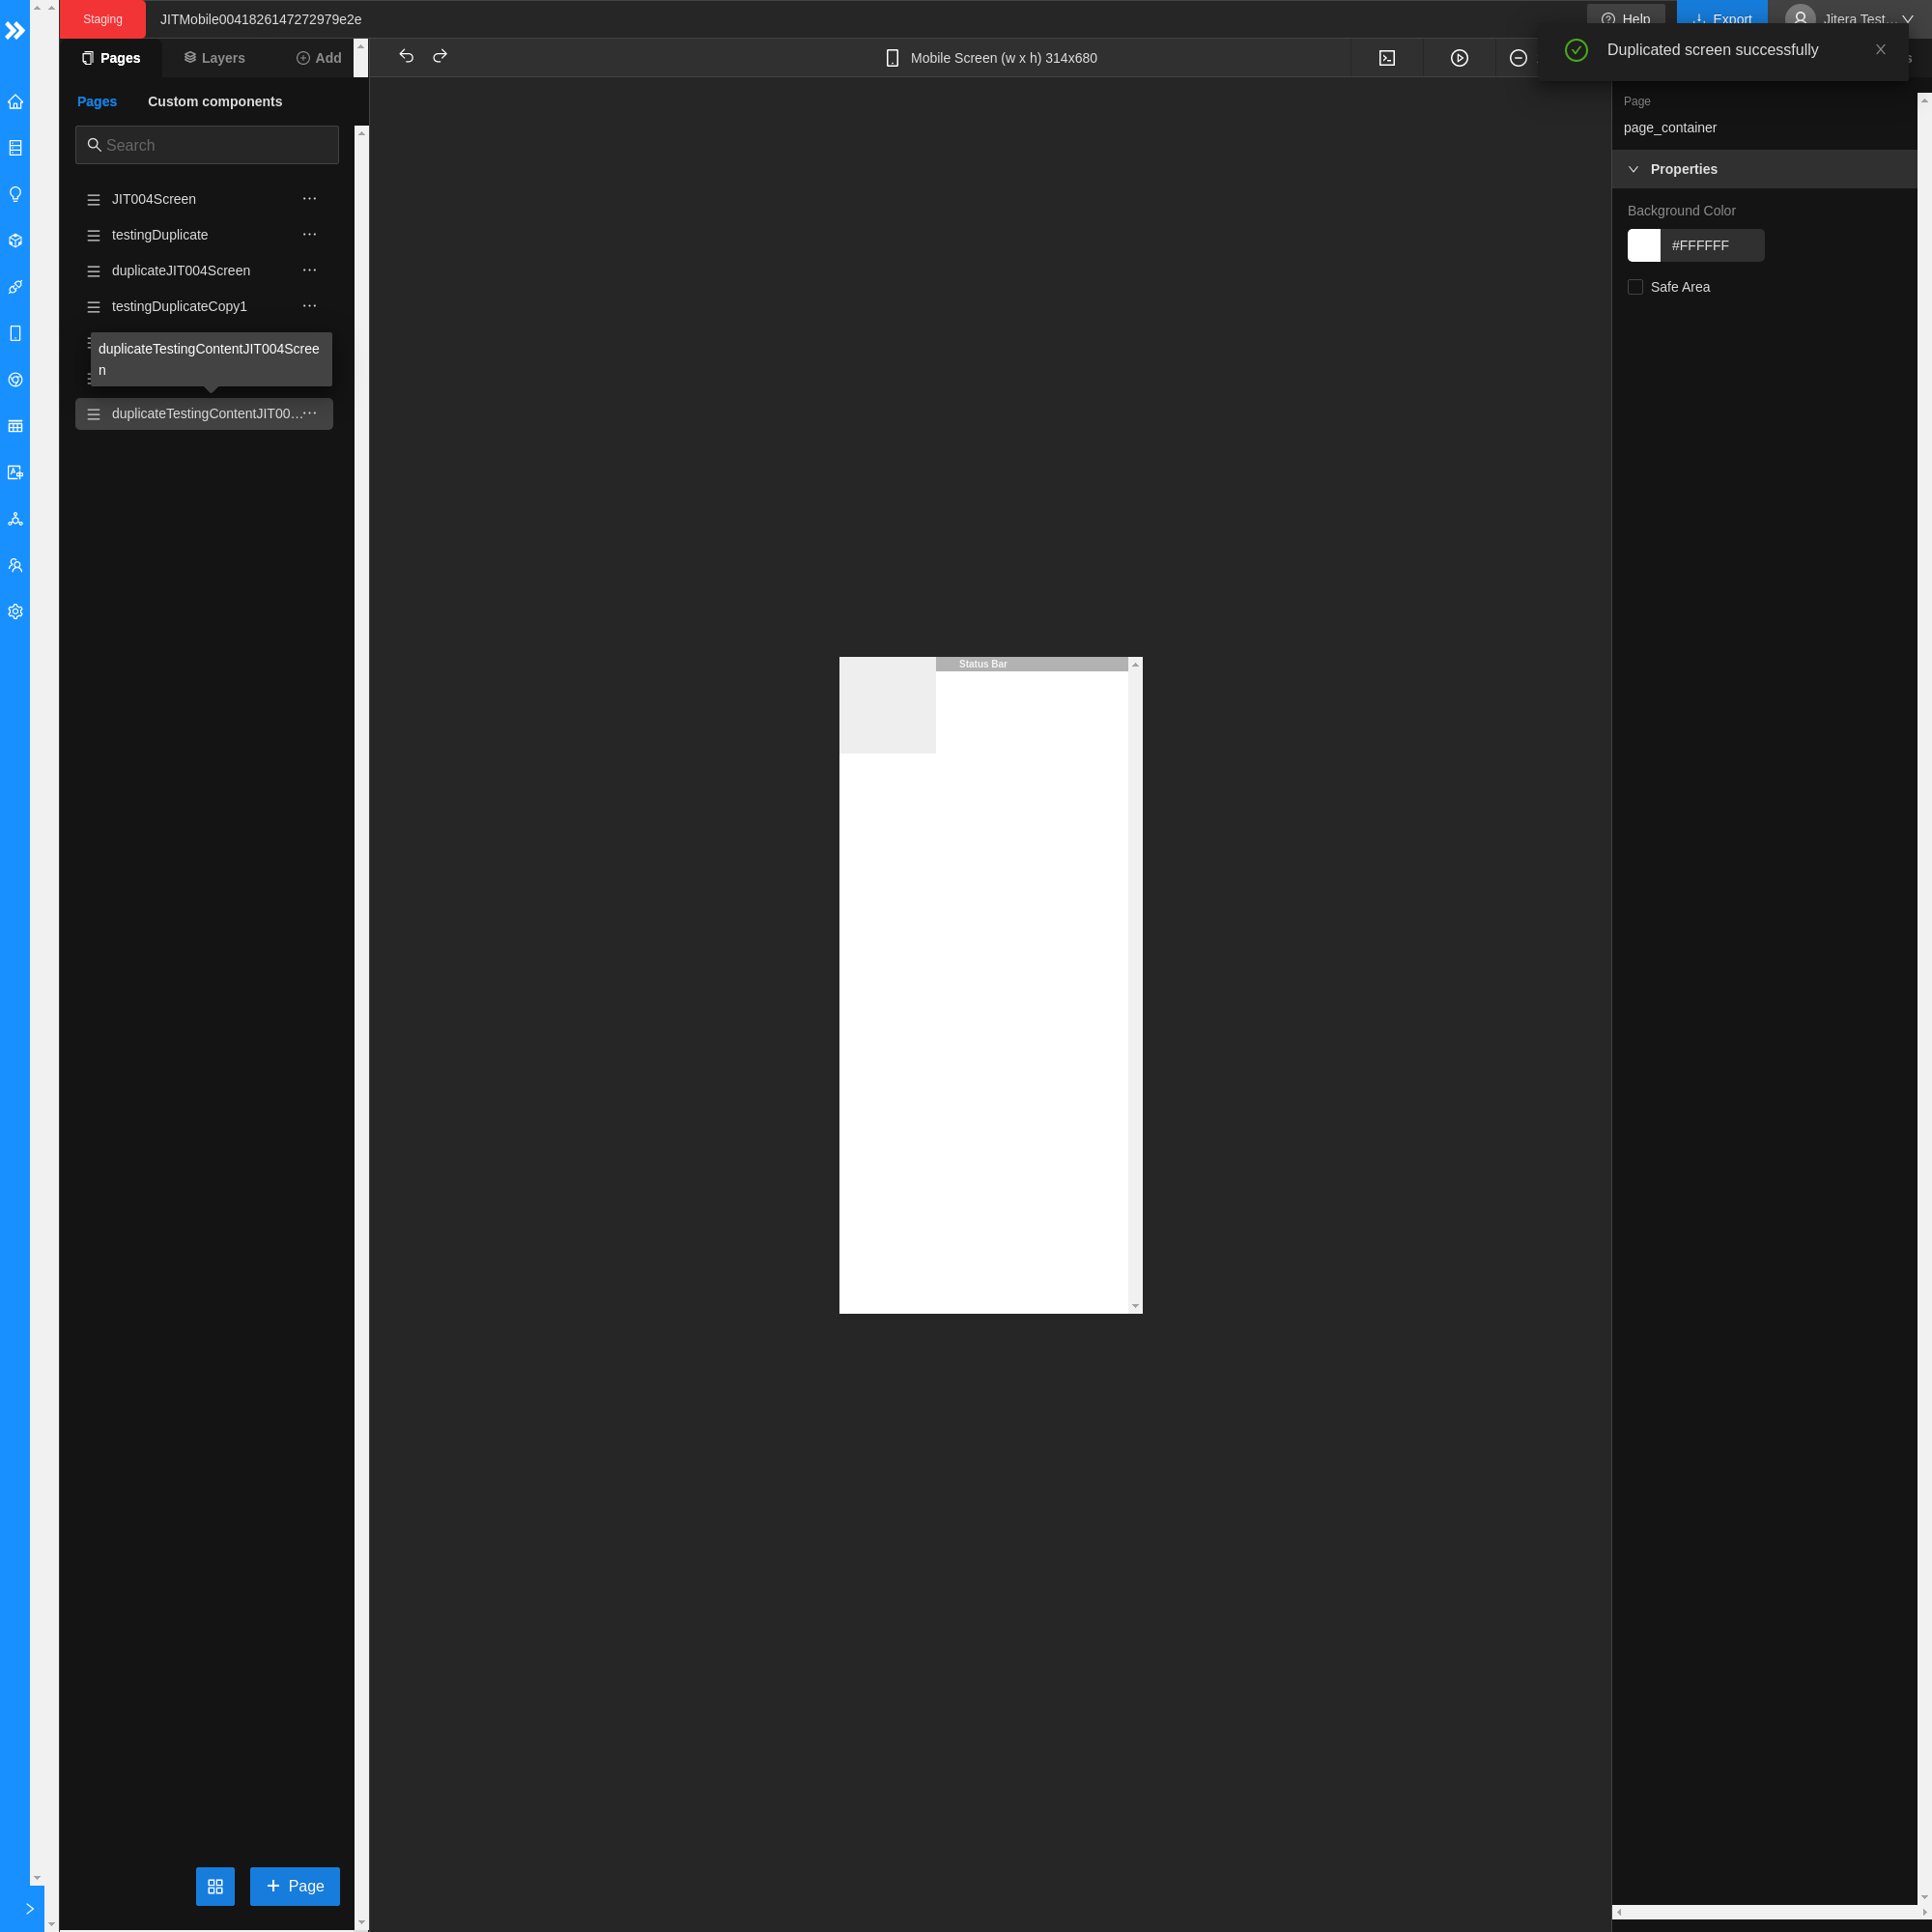 Staging
JITMobile0041826147272979e2e
Help
Export
Jitera Test...
Duplicated screen successfully
Pages
Layers
Add
Mobile Screen (w x h) 314x680
Pages
Custom components
Search
JIT004Screen
testingDuplicate
duplicateJIT004Screen
testingDuplicateCopy1
duplicateTestingContentJIT004Scree
n
duplicateTestingContentJIT00...
Page
Status Bar
Page
page_container
Properties
Background Color
#FFFFFF
Safe Area